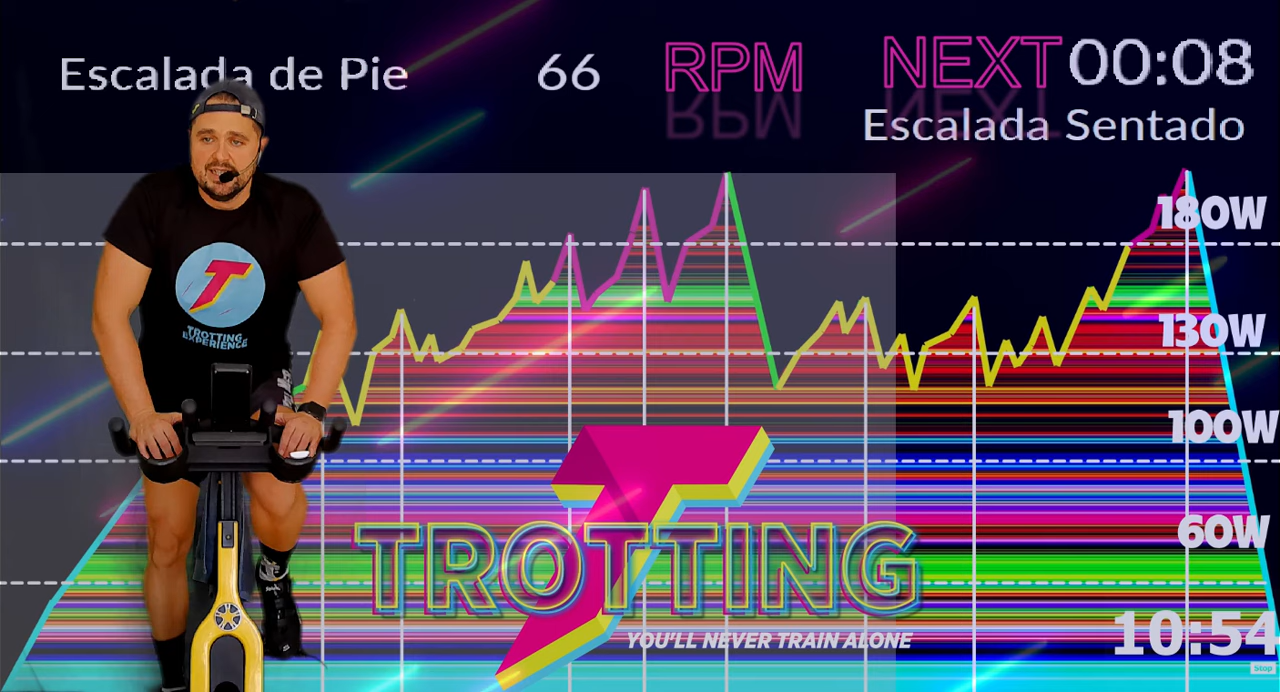 Escalada de Pie
66
RPM
NEXT 00:08
Escalada Sentado
180W
130W
100W
60W
T
TROTTING
EXPERIENCE
TROTTING
YOU'LL NEVER TRAIN ALONE
10:54
Stop